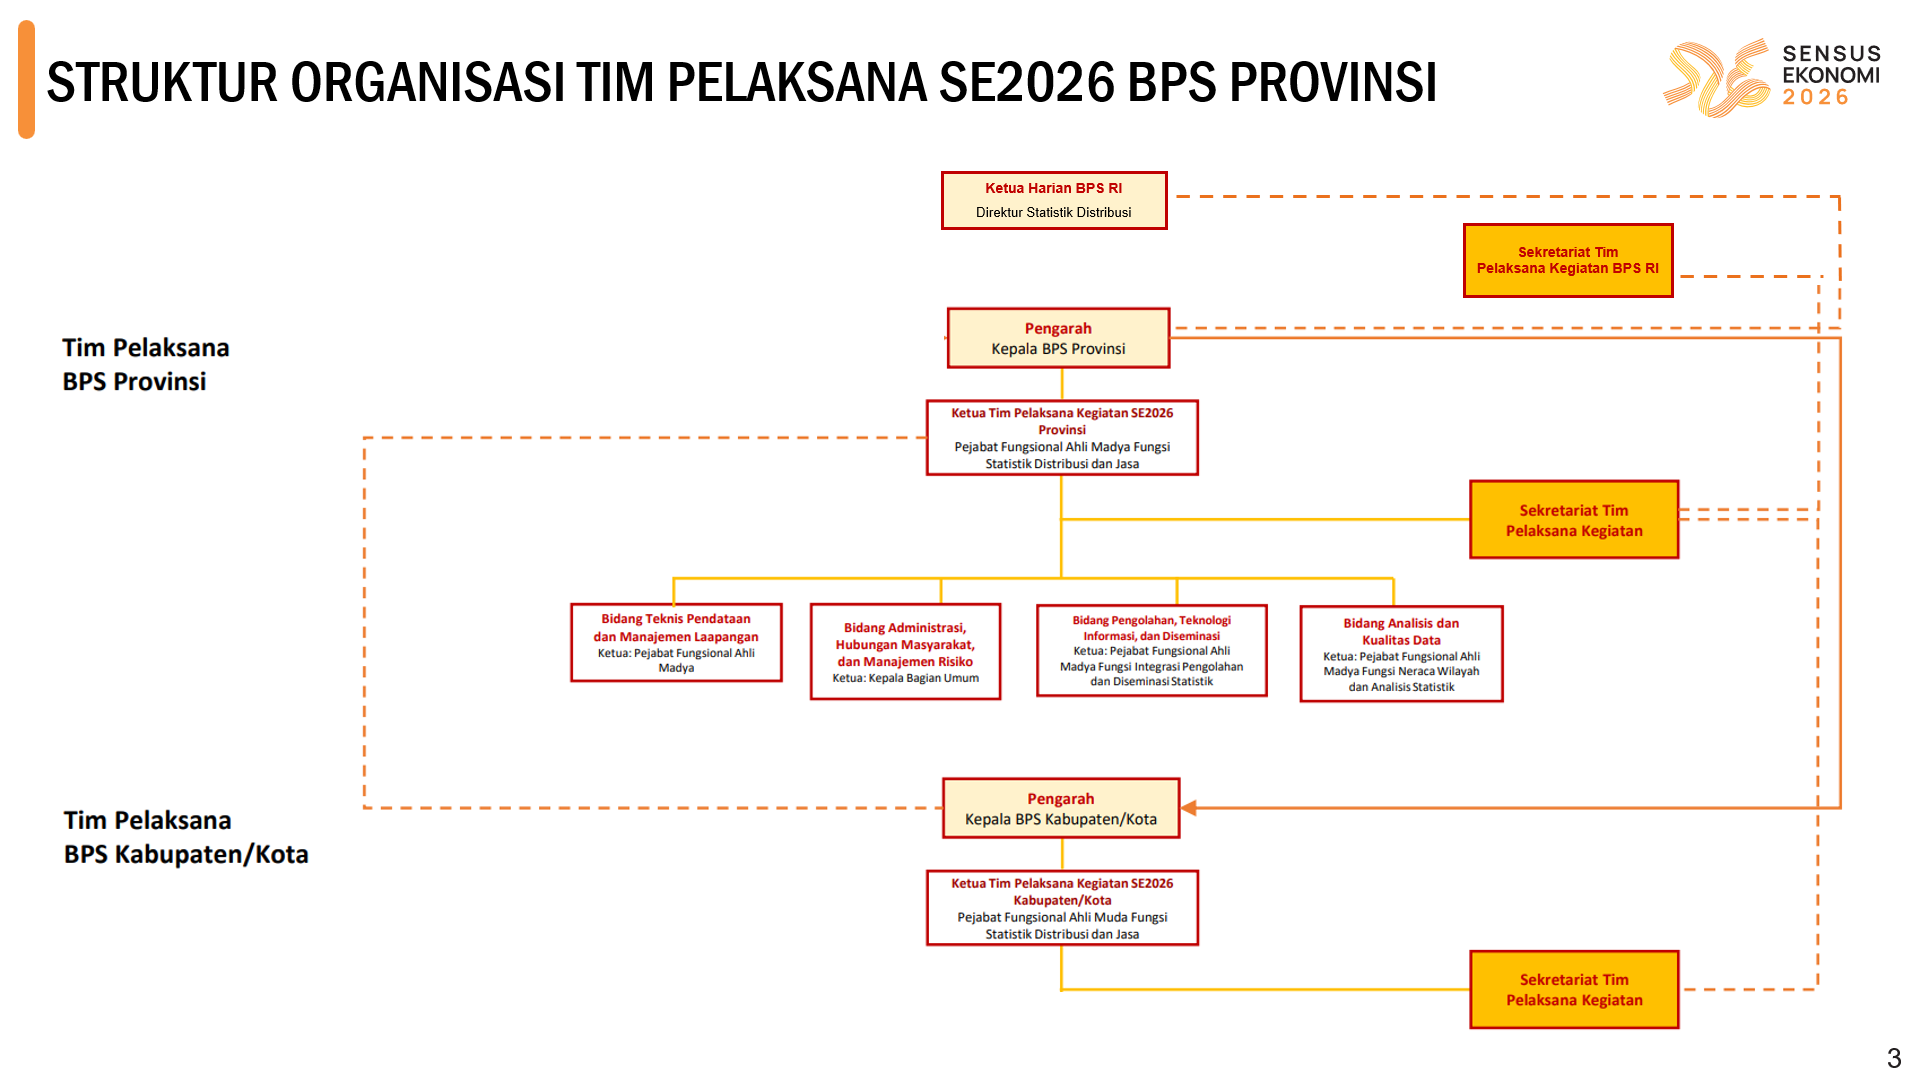 STRUKTUR ORGANISASI TIM PELAKSANA SE2026 BPS PROVINSI
SENSUS
EKONOMI
2026
Ketua Harian BPS RI
Direktur Statistik Distribusi
Sekretariat Tim
Pelaksana Kegiatan BPS RI
Tim Pelaksana
BPS Provinsi
Pengarah
Kepala BPS Provinsi
Ketua Tim Pelaksana Kegiatan SE2026
Provinsi
Pejabat Fungsional Ahli Madya Fungsi
Statistik Distribusi dan Jasa
Sekretariat Tim
Pelaksana Kegiatan
Bidang Teknis Pendataan
dan Manajemen Laapangan
Ketua: Pejabat Fungsional Ahli
Madya
Bidang Administrasi,
Hubungan Masyarakat,
dan Manajemen Risiko
Ketua: Kepala Bagian Umum
Bidang Pengolahan, Teknologi
Informasi, dan Diseminasi
Ketua: Pejabat Fungsional Ahli
Madya Fungsi Integrasi Pengolahan
dan Diseminasi Statistik
Bidang Analisis dan
Kualitas Data
Ketua: Pejabat Fungsional Ahli
Madya Fungsi Neraca Wilayah
dan Analisis Statistik
Tim Pelaksana
BPS Kabupaten/Kota
Pengarah
Kepala BPS Kabupaten/Kota
Ketua Tim Pelaksana Kegiatan SE2026
Kabupaten/Kota
Pejabat Fungsional Ahli Muda Fungsi
Statistik Distribusi dan Jasa
Sekretariat Tim
Pelaksana Kegiatan
3